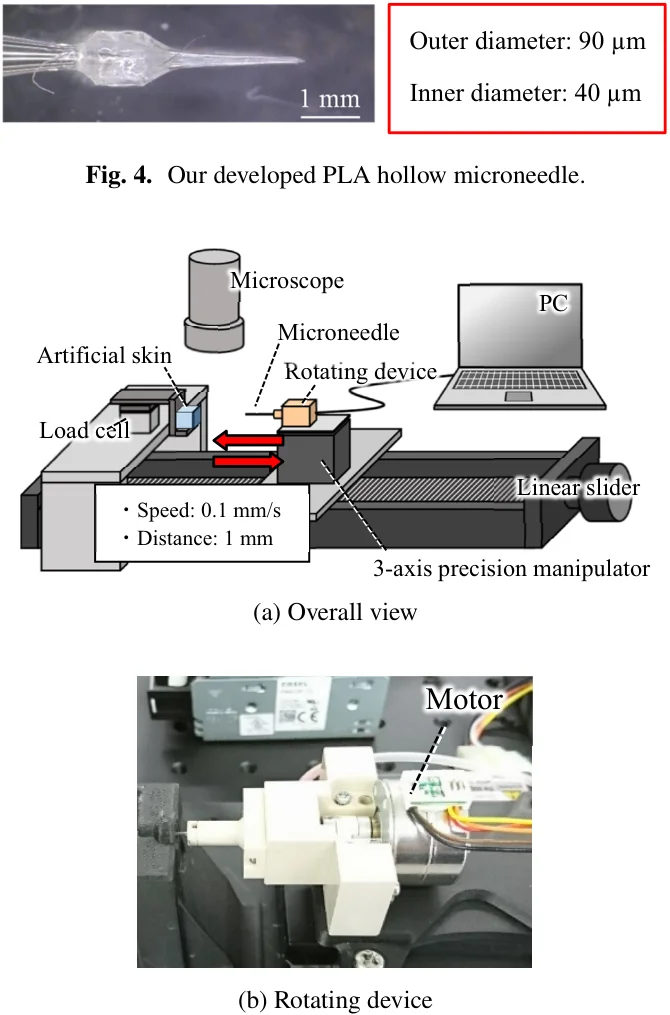 1 mm
Outer diameter: 90 µm
Inner diameter: 40 µm
Fig. 4. Our developed PLA hollow microneedle.
Microscope
PC
Microneedle
Artificial skin
Rotating device
Load cell
Linear slider
・Speed: 0.1 mm/s
・Distance: 1 mm
3-axis precision manipulator
(a) Overall view
Motor
(b) Rotating device